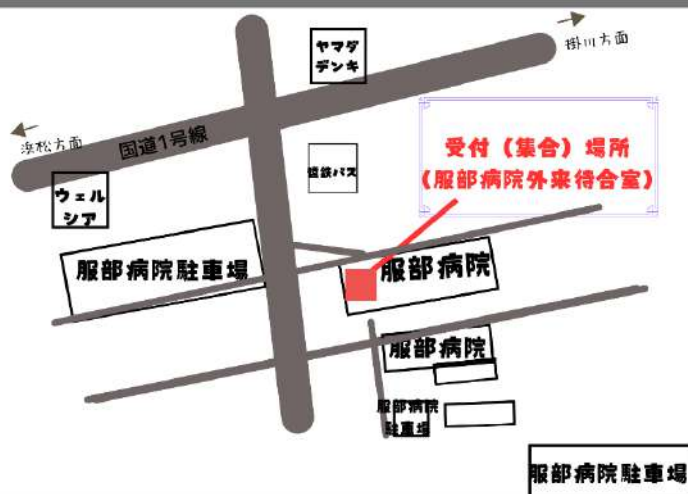 ヤマダ
デンキ
掛川方面
浜松方面
国道1号線
受付（集合）場所
（服部病院外来待合室）
遠鉄バス
ウェル
シア
服部病院駐車場
服部病院
服部病院
服部病院
駐車場
服部病院駐車場